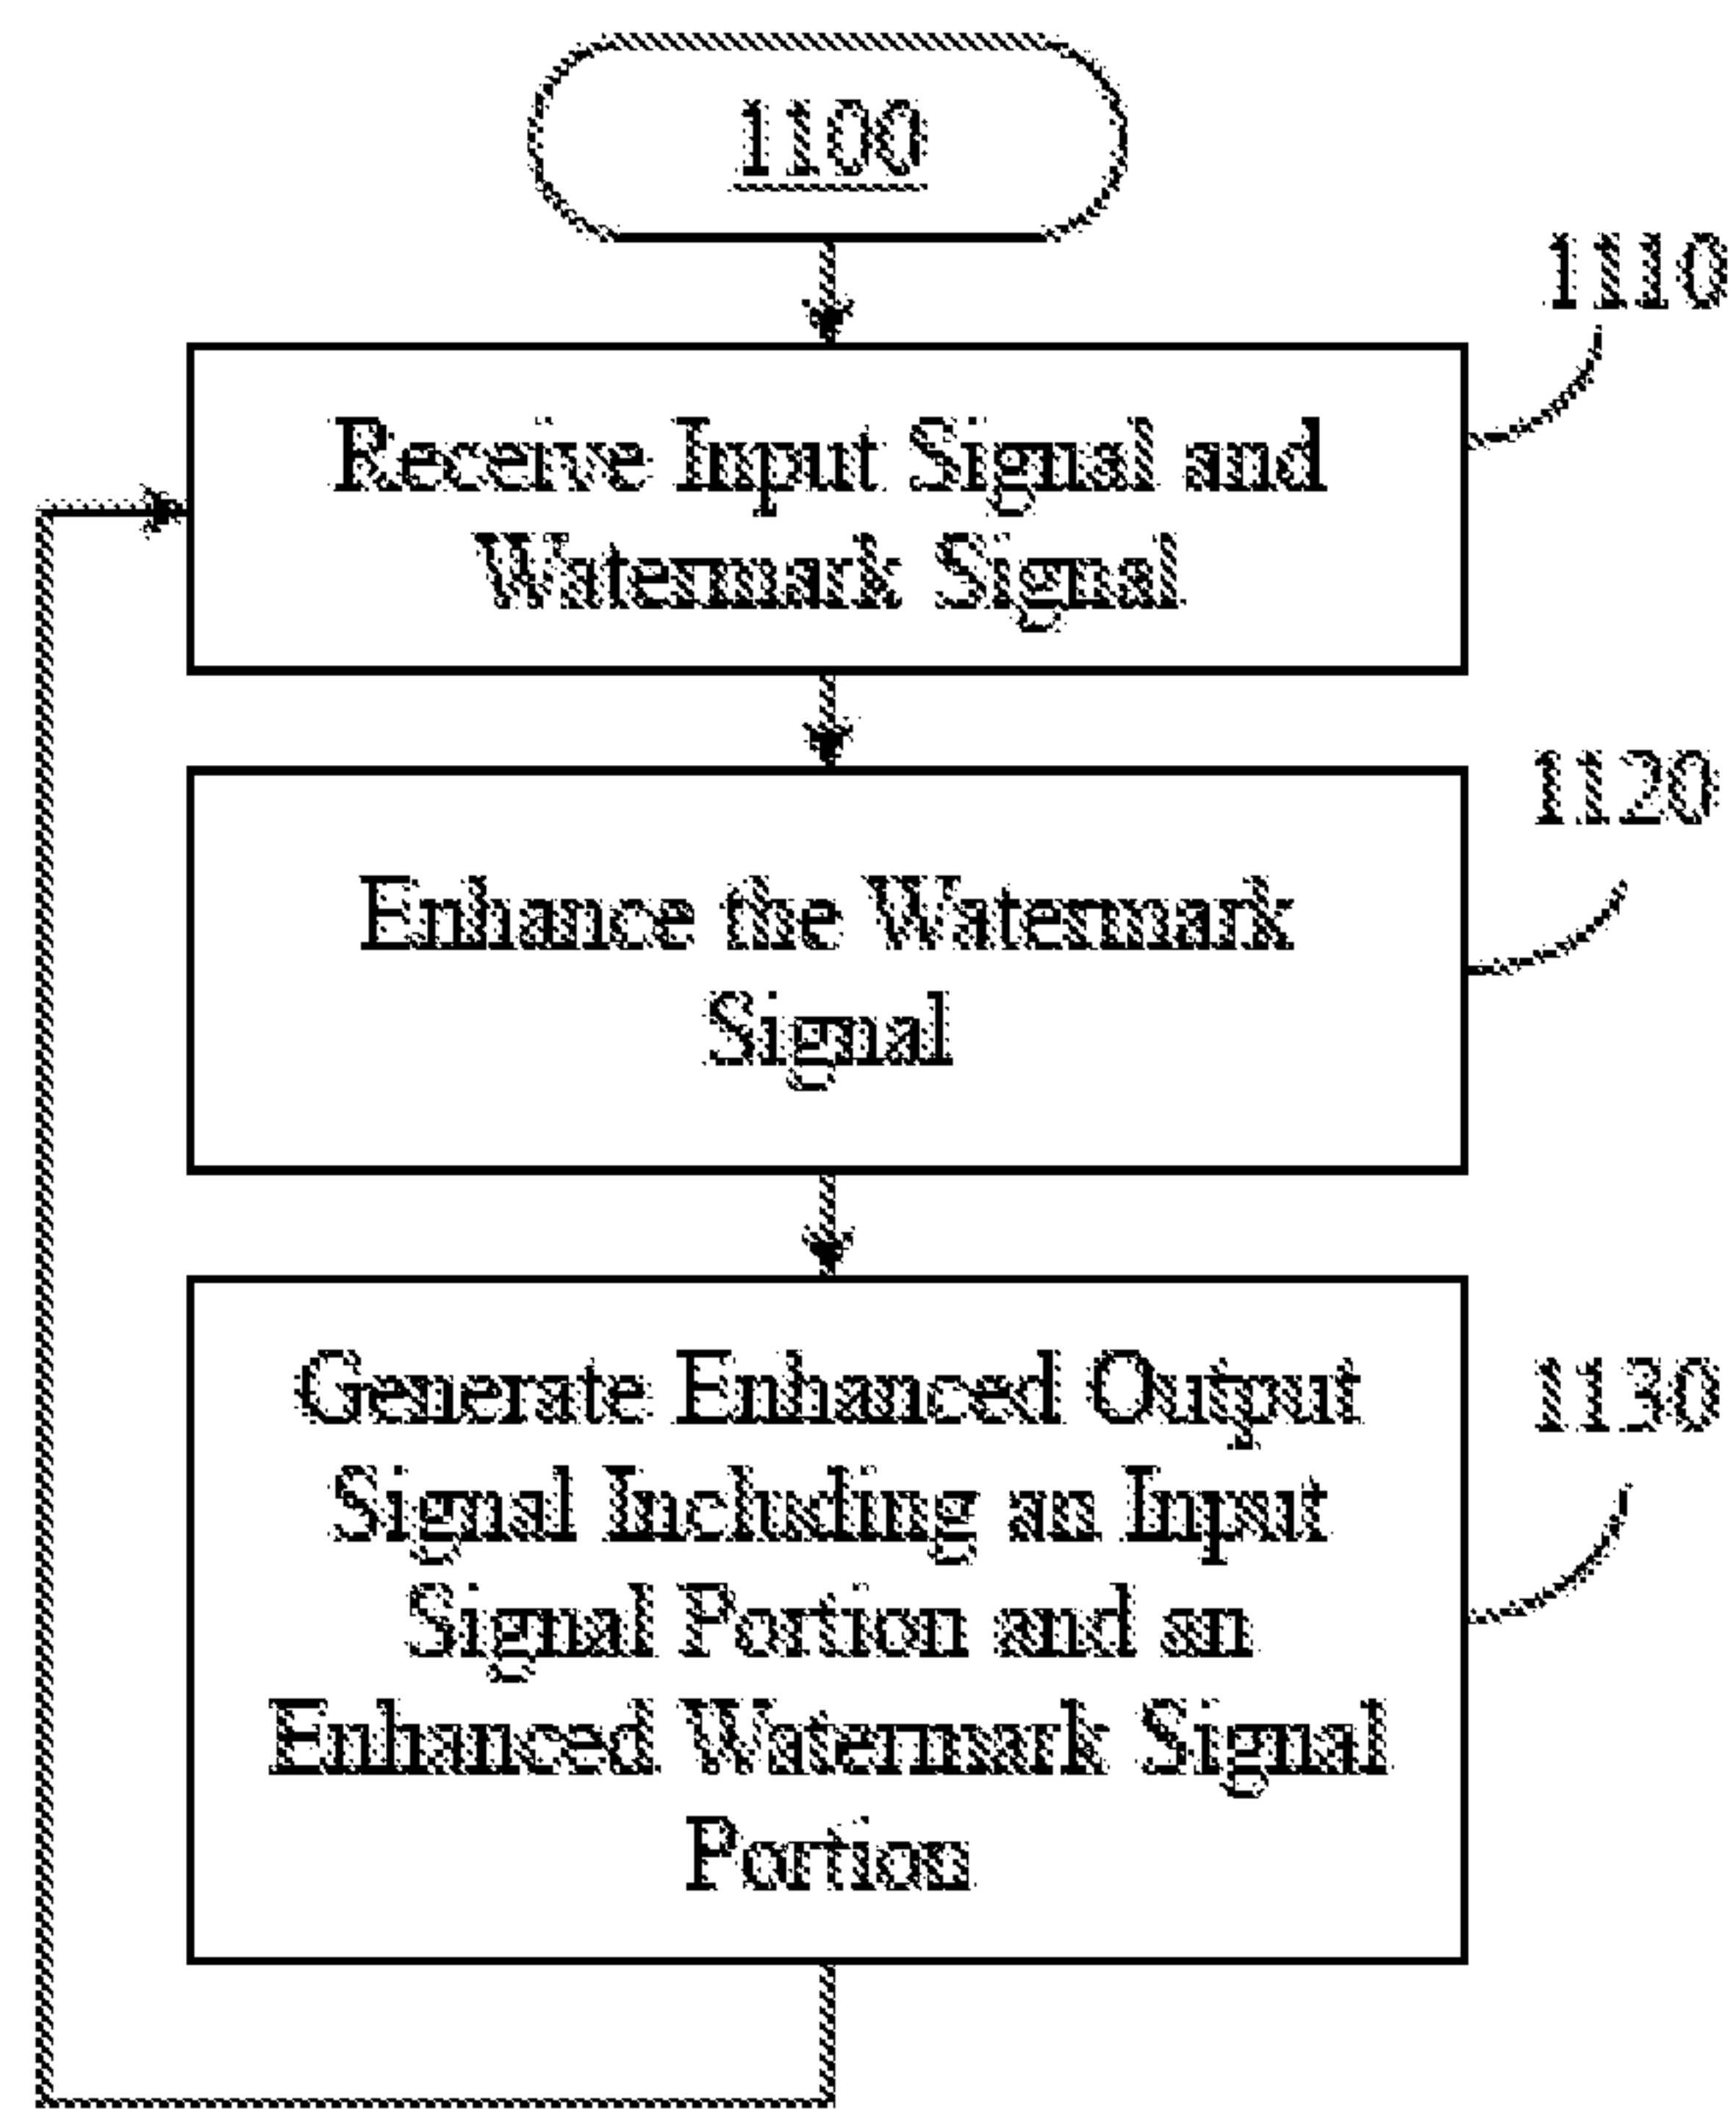 1100
1110
Receive Input Signal and
Watermark Signal
1120
Enhance the Watermark
Signal
1130
Generate Enhanced Output
Signal Including an Input
Signal Portion and an
Enhanced Watermark Signal
Portion